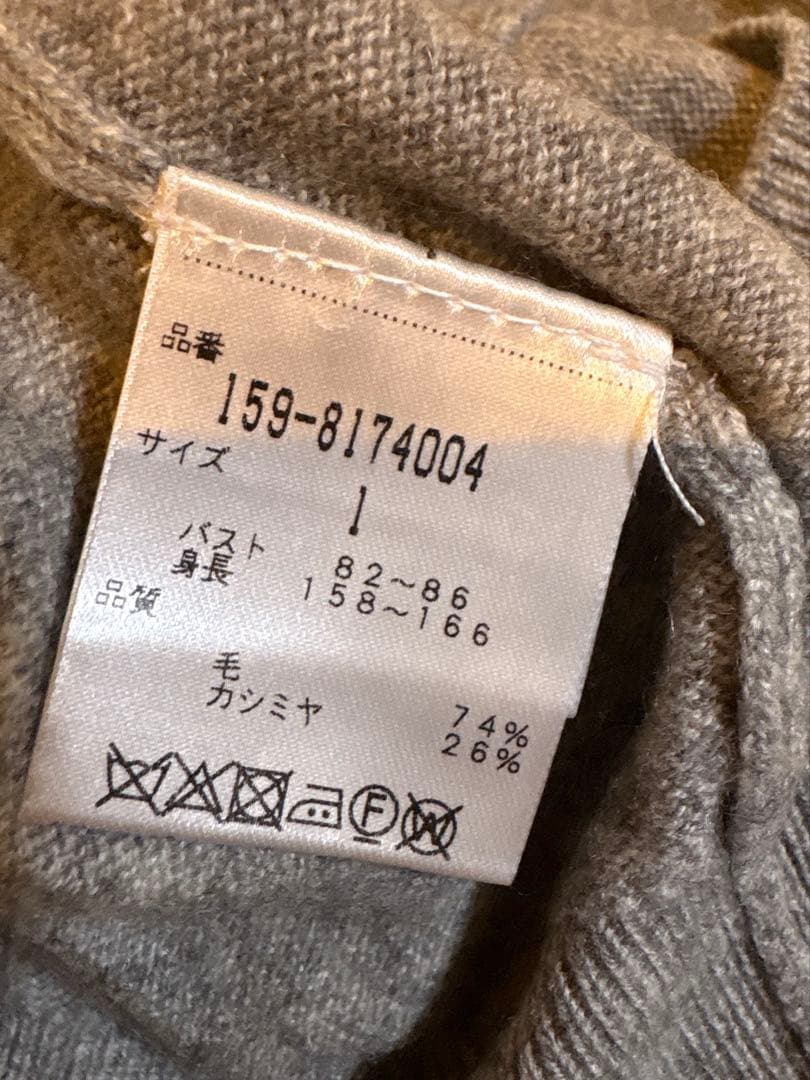 品番
159-8174004
サイズ
1
バスト 82~86
身長 158~166
品質
毛 74%
カシミヤ 26%
F W